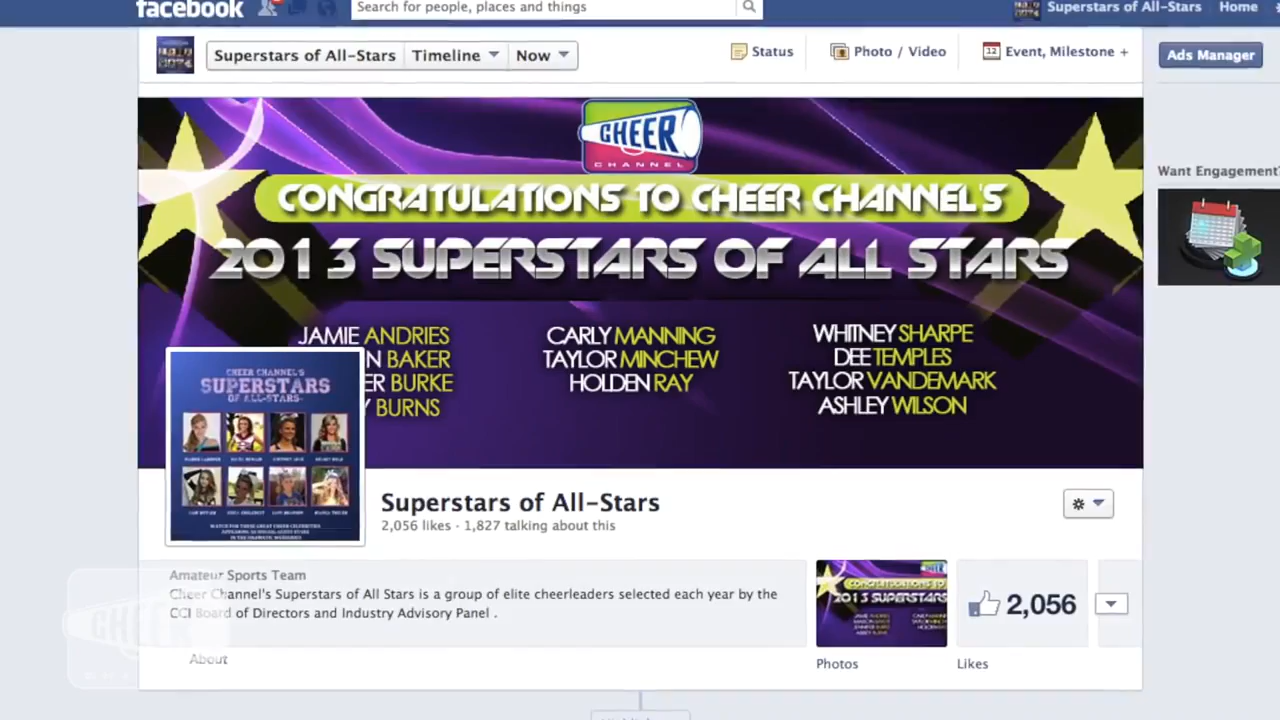 facebook
Search for people, places and things
Superstars of All-Stars
Home
Superstars of All-Stars
Timeline
Now
Status
Photo / Video
12
Event, Milestone +
Ads Manager
CHEER
CHANNEL
CONGRATULATIONS TO CHEER CHANNEL'S
2013 SUPERSTARS OF ALL STARS
JAMIE ANDRIES
N BAKER
ER BURKE
Y BURNS
CARLY MANNING
TAYLOR MINCHEW
HOLDEN RAY
WHITNEY SHARPE
DEE TEMPLES
TAYLOR VANDEMARK
ASHLEY WILSON
Want Engagement?
CHEER CHANNEL'S
SUPERSTARS
OF ALL-STARS
Superstars of All-Stars
2,056 likes · 1,827 talking about this
Amateur Sports Team
Cheer Channel's Superstars of All Stars is a group of elite cheerleaders selected each year by the
CCI Board of Directors and Industry Advisory Panel .
About
CONGRATULATIONS TO
2013 SUPERSTARS
Photos
2,056
Likes